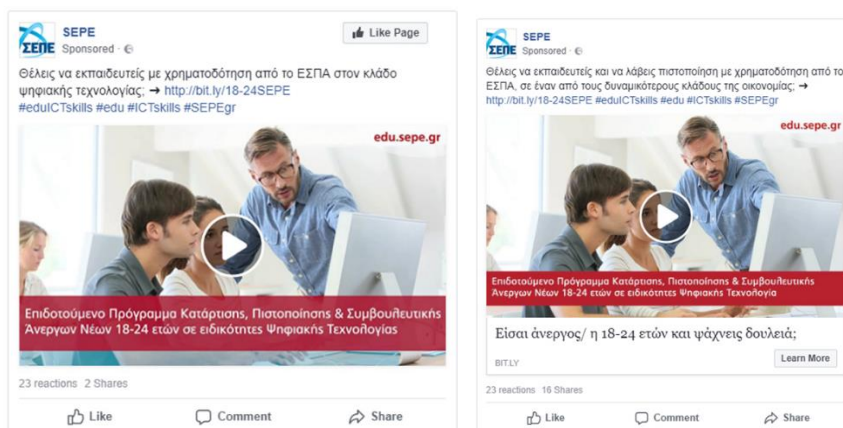 SEPE
Sponsored ·
Like Page
ΣΕΠΕ
Θέλεις να εκπαιδευτείς με χρηματοδότηση από το ΕΣΠΑ στον κλάδο
ψηφιακής τεχνολογίας; ➔ http://bit.ly/18-24SEPE
#eduICTskills #edu #ICTskills #SEPEgr
edu.sepe.gr
Επιδοτούμενο Πρόγραμμα Κατάρτισης, Πιστοποίησης & Συμβουλευτικής
Άνεργων Νέων 18-24 ετών σε ειδικότητες Ψηφιακής Τεχνολογίας
23 reactions 2 Shares
Like Comment Share
SEPE
Sponsored ·
ΣΕΠΕ
Θέλεις να εκπαιδευτείς και να λάβεις πιστοποίηση με χρηματοδότηση από το
ΕΣΠΑ, σε έναν από τους δυναμικότερους κλάδους της οικονομίας; ➔
http://bit.ly/18-24SEPE #eduICTskills #edu #ICTskills #SEPEgr
edu.sepe.gr
Επιδοτούμενο Πρόγραμμα Κατάρτισης, Πιστοποίησης & Συμβουλευτικής
Άνεργων Νέων 18-24 ετών σε ειδικότητες Ψηφιακής Τεχνολογία
Είσαι άνεργος/ η 18-24 ετών και ψάχνεις δουλειά;
BIT.LY
Learn More
23 reactions 16 Shares
Like Comment Share